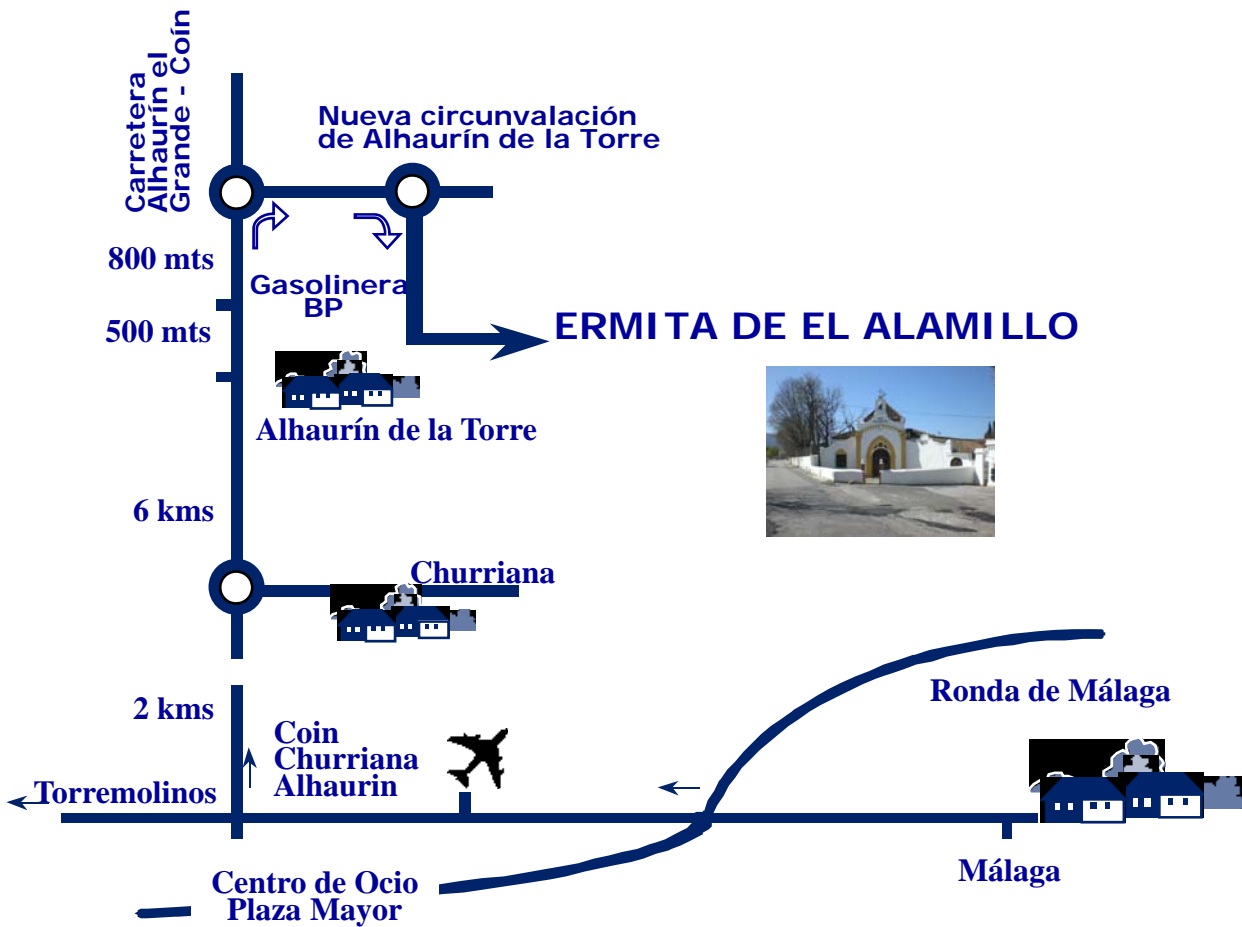 Carretera
Alhaurín el
Grande - Coín
Nueva circunvalación
de Alhaurín de la Torre
800 mts
Gasolinera
BP
500 mts
ERMITA DE EL ALAMILLO
Alhaurín de la Torre
6 kms
Churriana
2 kms
Ronda de Málaga
Coin
Churriana
Alhaurin
Torremolinos
Málaga
Centro de Ocio
Plaza Mayor